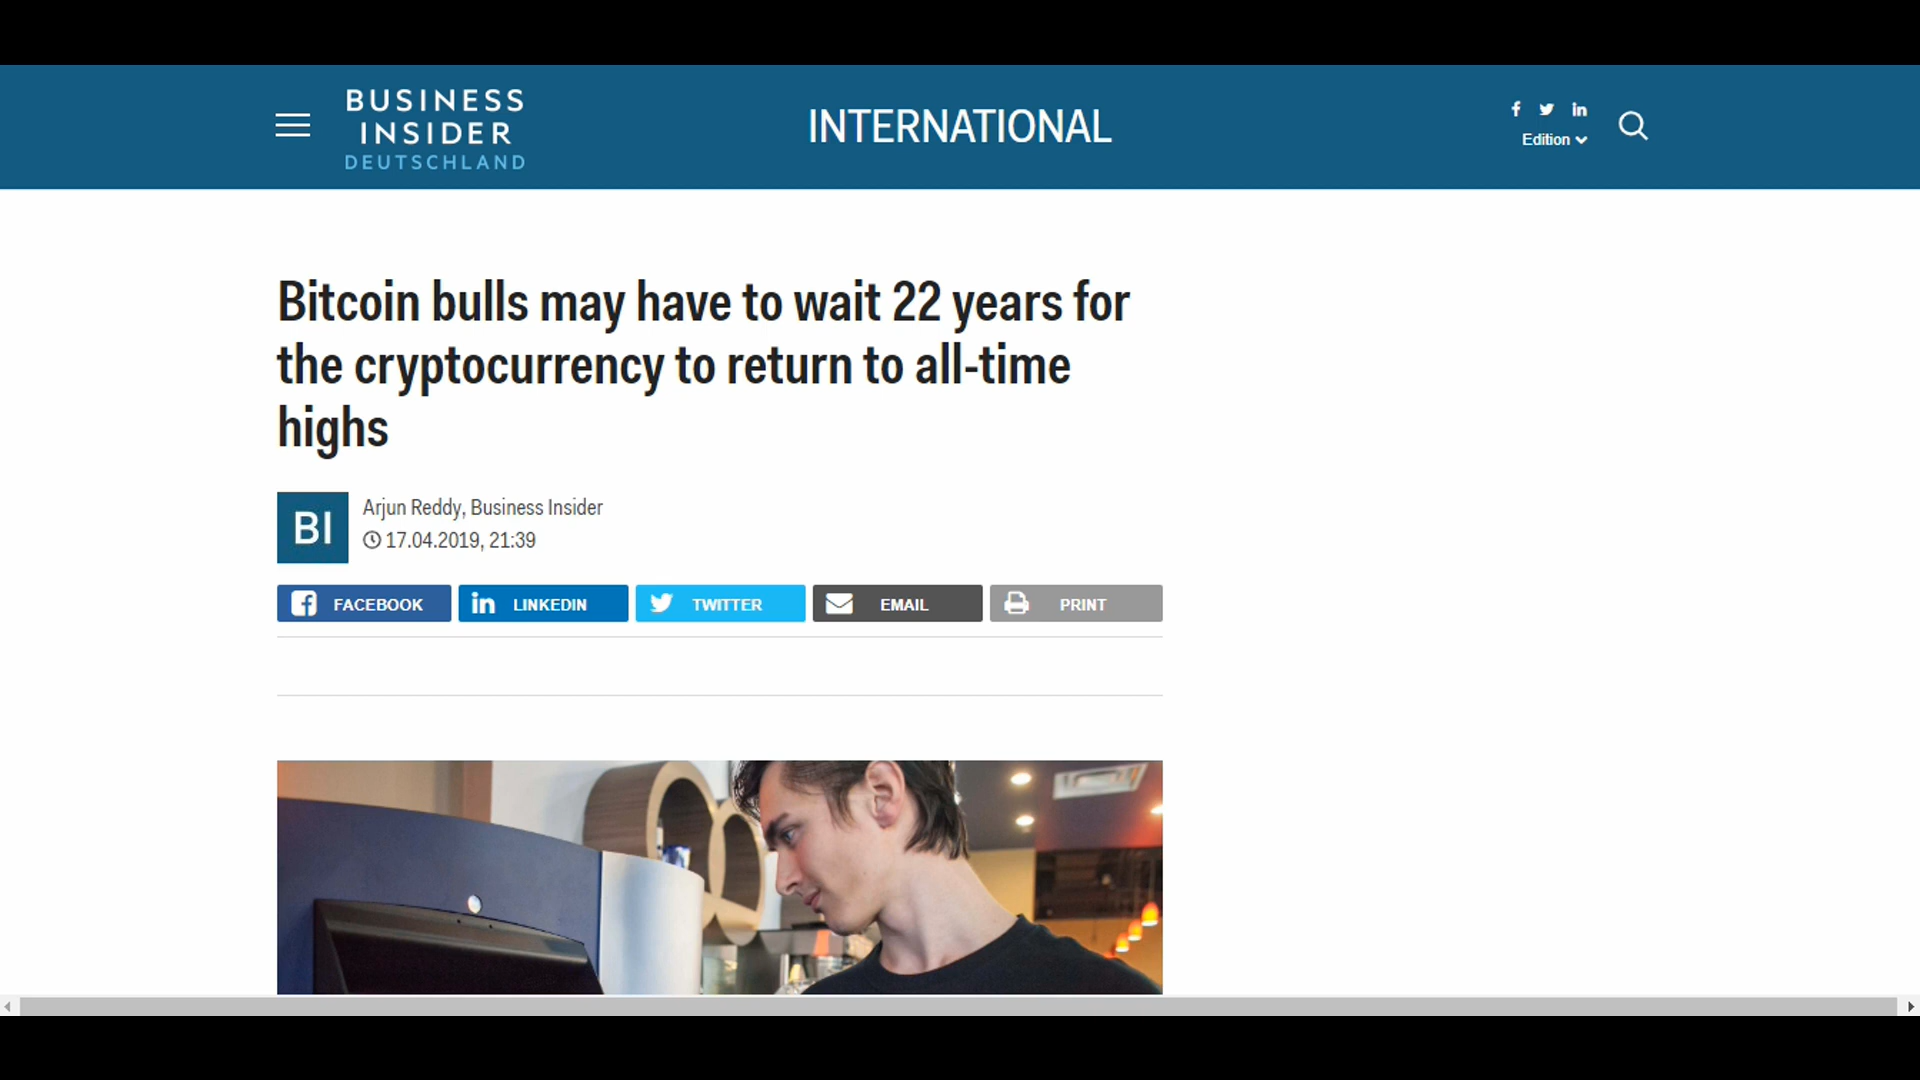 BUSINESS
INSIDER
DEUTSCHLAND
INTERNATIONAL
Edition
Bitcoin bulls may have to wait 22 years for
the cryptocurrency to return to all-time
highs
BI
Arjun Reddy, Business Insider
17.04.2019, 21:39
FACEBOOK
LINKEDIN
TWITTER
EMAIL
PRINT